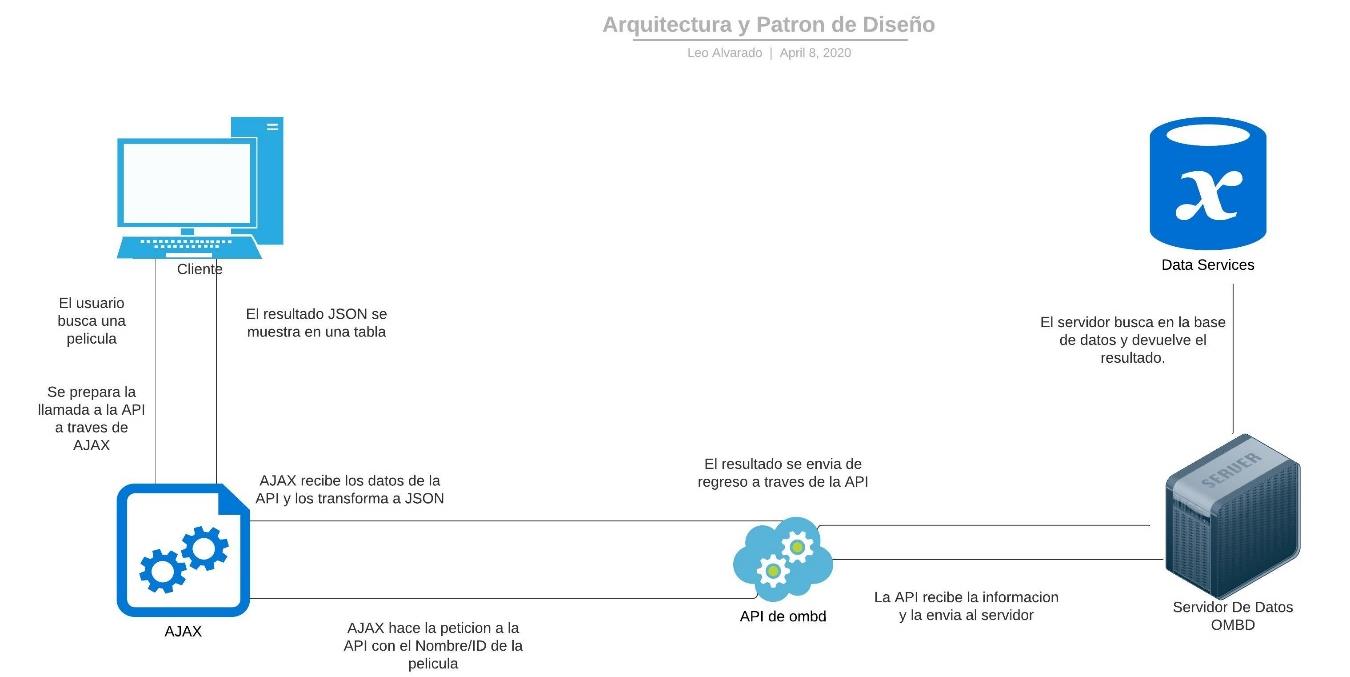 Arquitectura y Patron de Diseño
Leo Alvarado | April 8, 2020
Cliente
Data Services
El usuario
busca una
pelicula
El resultado JSON se
muestra en una tabla
El servidor busca en la base
de datos y devuelve el
resultado.
Se prepara la
llamada a la API
a traves de
AJAX
AJAX recibe los datos de la
API y los transforma a JSON
El resultado se envia de
regreso a traves de la API
SERUER
AJAX
API de ombd
La API recibe la informacion
y la envia al servidor
Servidor De Datos
OMBD
AJAX hace la peticion a la
API con el Nombre/ID de la
pelicula